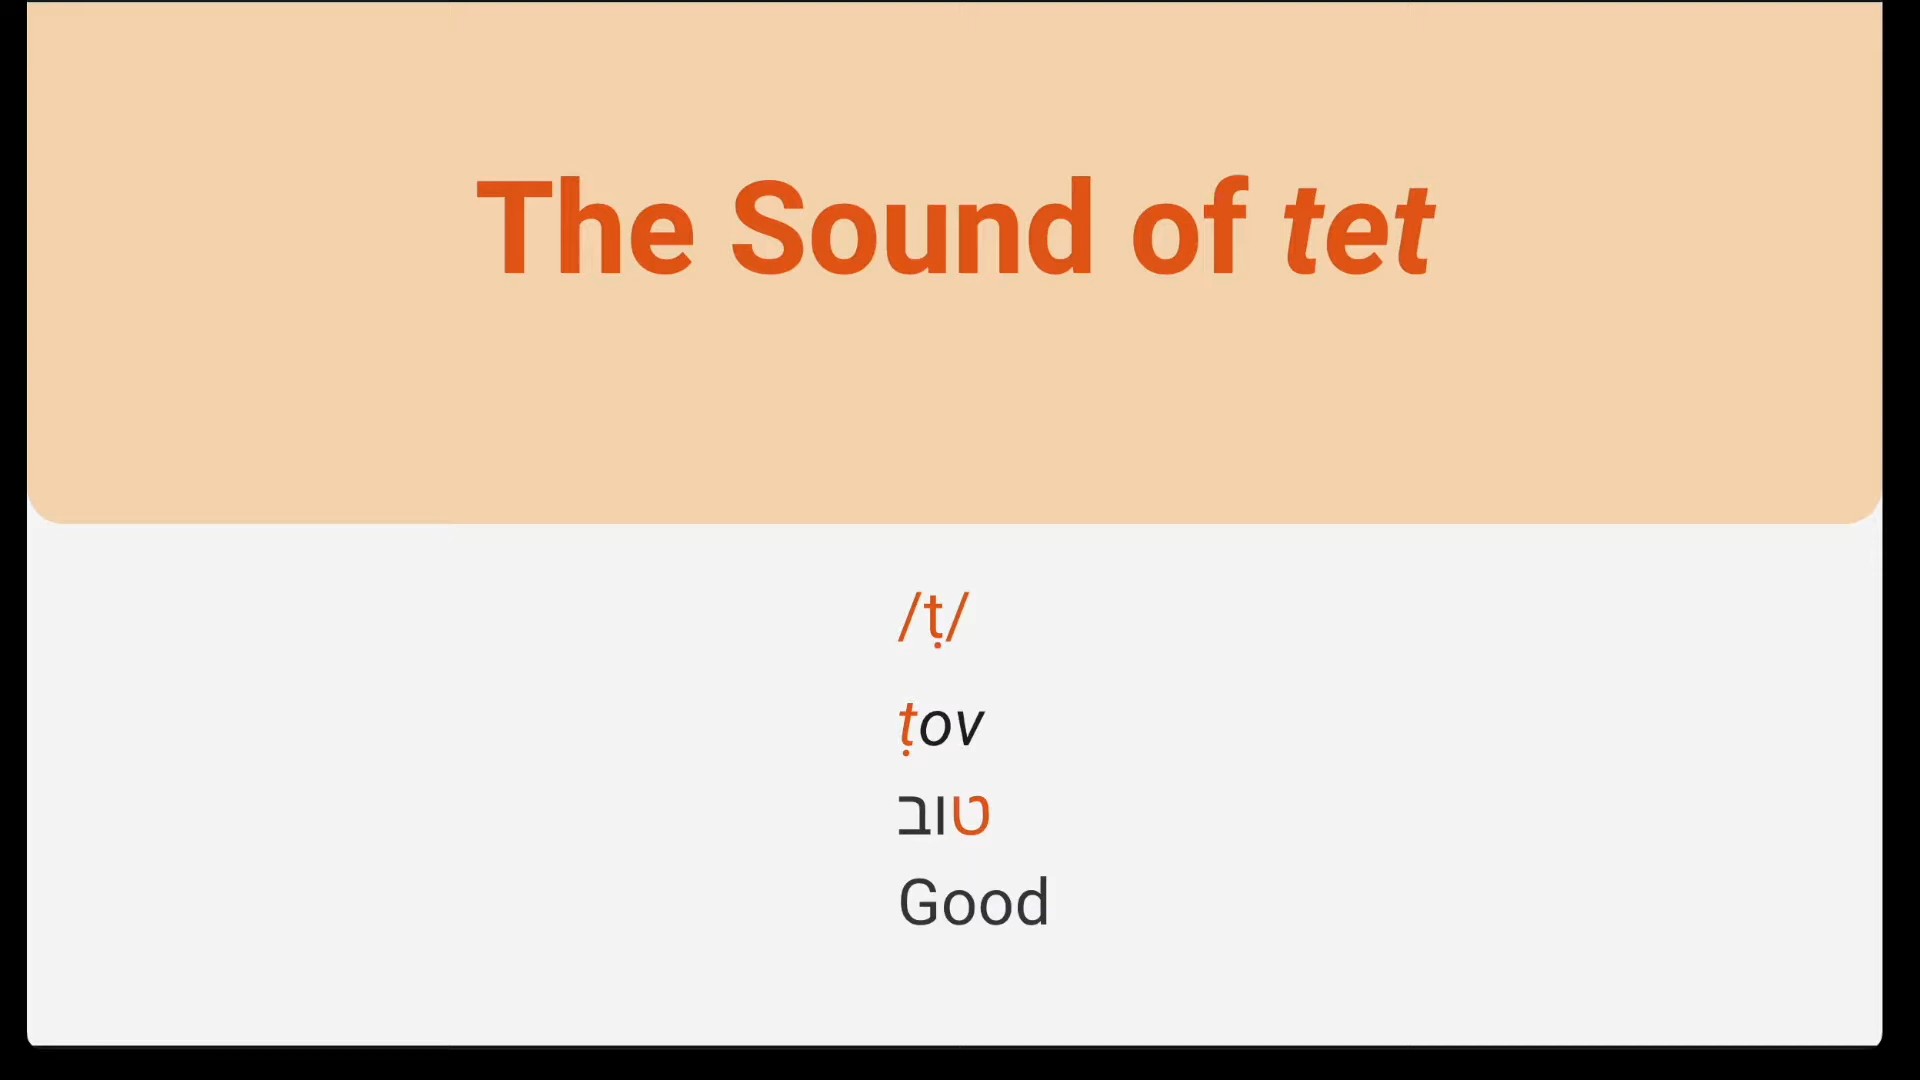 The Sound of tet
/ṭ/
ṭov
טוב
Good